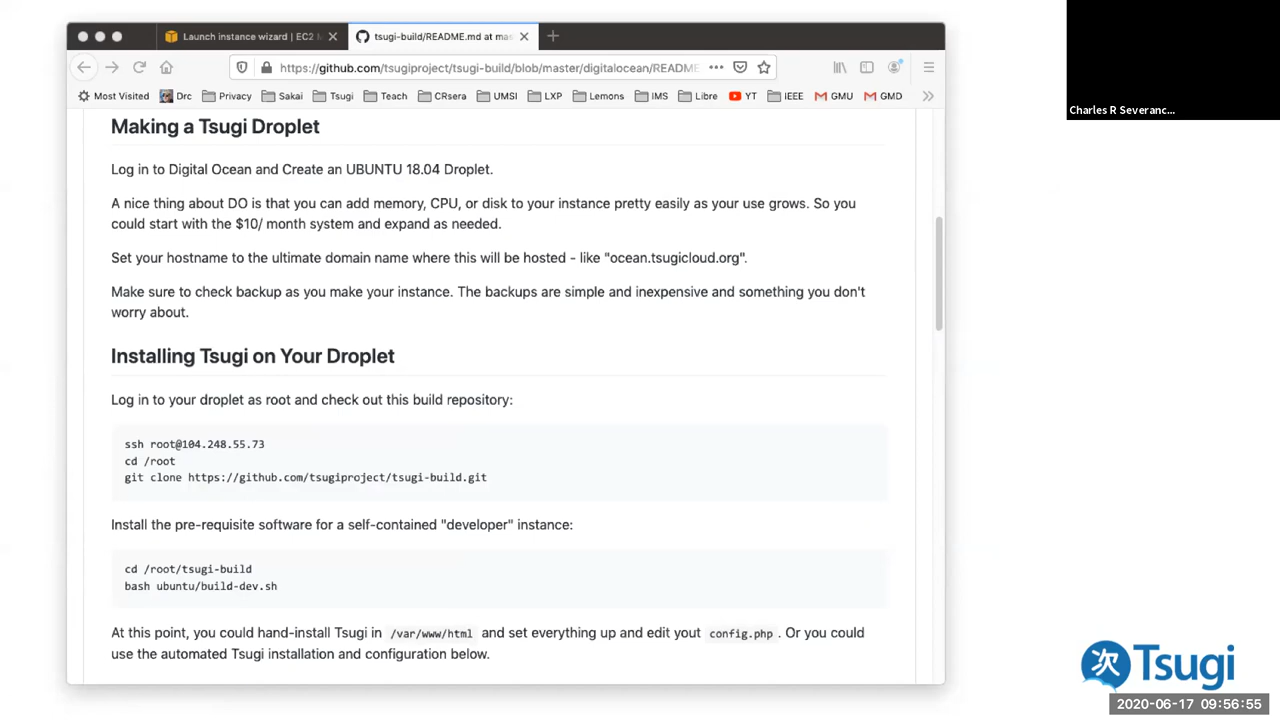 Launch instance wizard | EC2 M
tsugi-build/README.md at mas
https://github.com/tsugiproject/tsugi-build/blob/master/digitalocean/README
Most Visited Drc Privacy Sakai Tsugi Teach CRsera UMSI LXP Lemons IMS Libre YT IEEE GMU GMD
Making a Tsugi Droplet
Log in to Digital Ocean and Create an UBUNTU 18.04 Droplet.
A nice thing about DO is that you can add memory, CPU, or disk to your instance pretty easily as your use grows. So you
could start with the $10/ month system and expand as needed.
Set your hostname to the ultimate domain name where this will be hosted - like "ocean.tsugicloud.org".
Make sure to check backup as you make your instance. The backups are simple and inexpensive and something you don't
worry about.
Installing Tsugi on Your Droplet
Log in to your droplet as root and check out this build repository:
ssh root@104.248.55.73
cd /root
git clone https://github.com/tsugiproject/tsugi-build.git
Install the pre-requisite software for a self-contained "developer" instance:
cd /root/tsugi-build
bash ubuntu/build-dev.sh
At this point, you could hand-install Tsugi in /var/www/html and set everything up and edit yout config.php . Or you could
use the automated Tsugi installation and configuration below.
Charles R Severanc...
次 Tsugi
2020-06-17 09:56:55